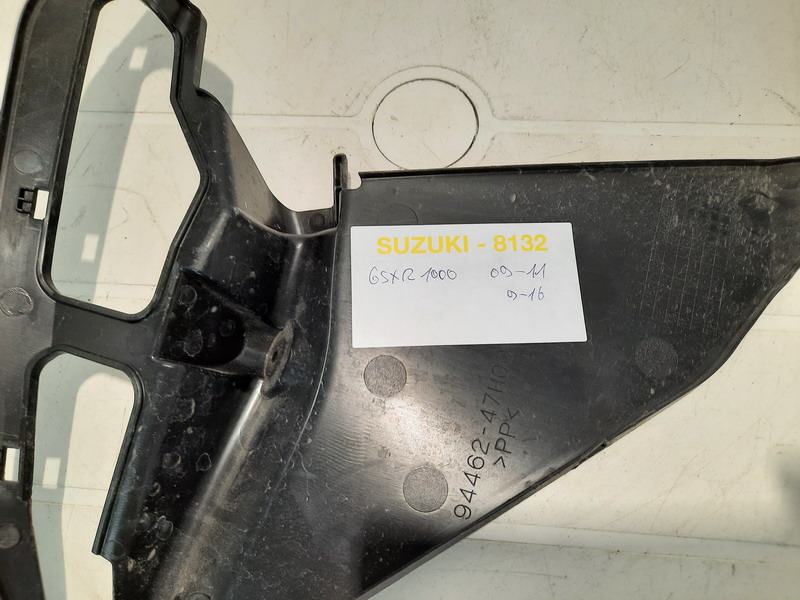 SUZUKI - 8132
GSXR 1000 09-11
9-16
94462-47H0
>PP<